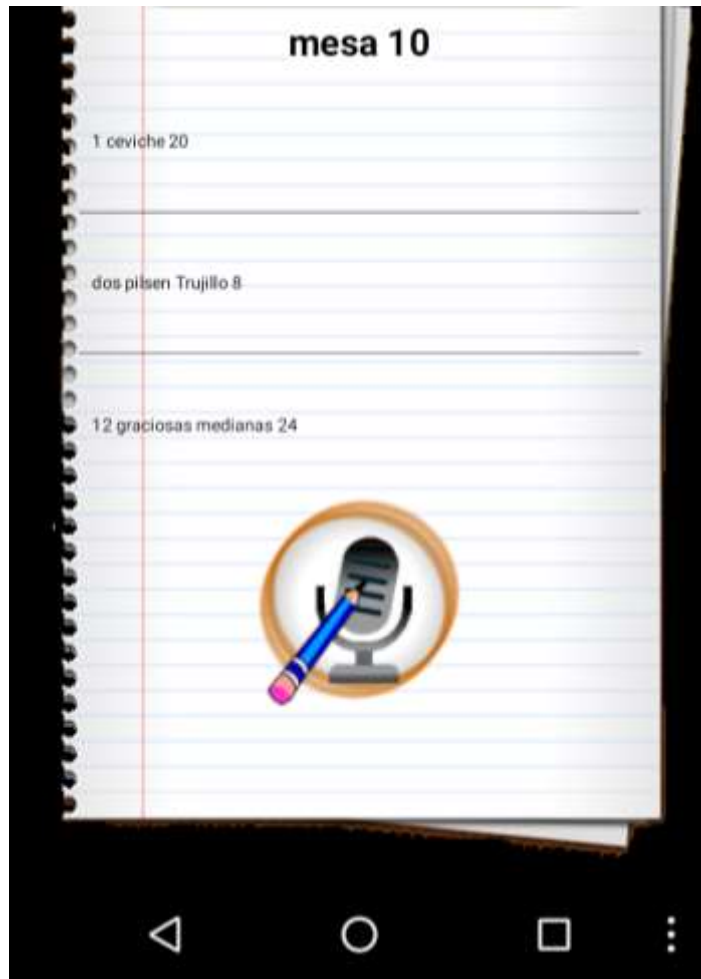 mesa 10
1 ceviche 20
dos pilsen Trujillo 8
12 graciosas medianas 24